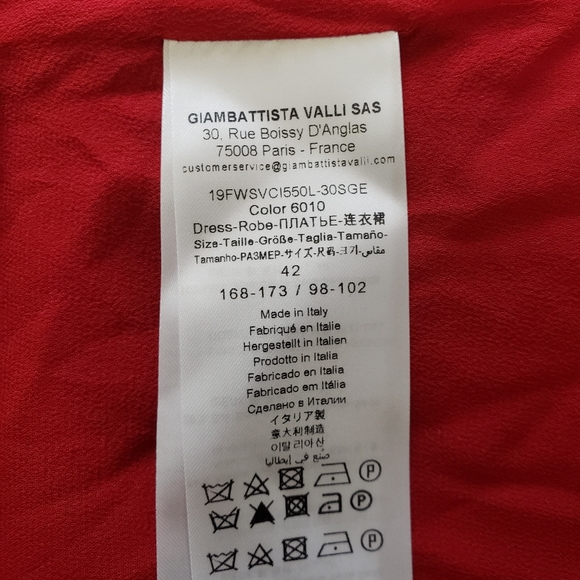 GIAMBATTISTA VALLI SAS
30, Rue Boissy D'Anglas
75008 Paris - France
customerservice@giambattistavalli.com
19FWSVCI550L-30SGE
Color 6010
Dress-Robe-ПЛАТЬЕ-连衣裙
Size-Taille-Größe-Taglia-Tamaño-
Tamanho-РАЗМЕР-サイズ-尺码-크기-مقاس
42
168-173 / 98-102
Made in Italy
Fabriqué en Italie
Hergestellt in Italien
Prodotto in Italia
Fabricado en Italia
Fabricado em Itália
Сделано в Италии
イタリア製
意大利制造
이탈리아산
صنع في إيطاليا
P
P
P